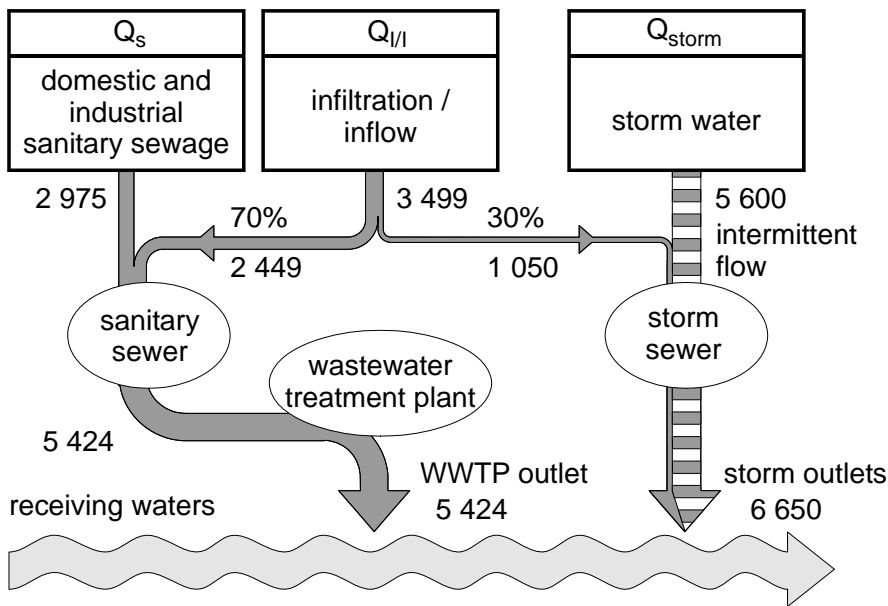 Qs
domestic and
industrial
sanitary sewage
QI/I
infiltration /
inflow
Qstorm
storm water
2 975
70%
2 449
3 499
30%
1 050
5 600
intermittent
flow
sanitary
sewer
wastewater
treatment plant
storm
sewer
5 424
WWTP outlet
5 424
storm outlets
6 650
receiving waters